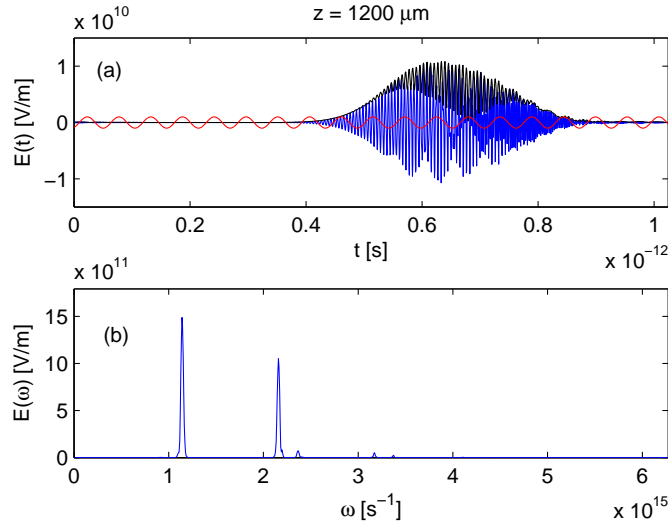 z = 1200 μm
x 10^10
(a)
E(t) [V/m]
1
0
−1
0 0.2 0.4 0.6 0.8 1
t [s]
x 10^−12
x 10^11
(b)
E(ω) [V/m]
15
10
5
0
0 1 2 3 4 5 6
ω [s^−1]
x 10^15